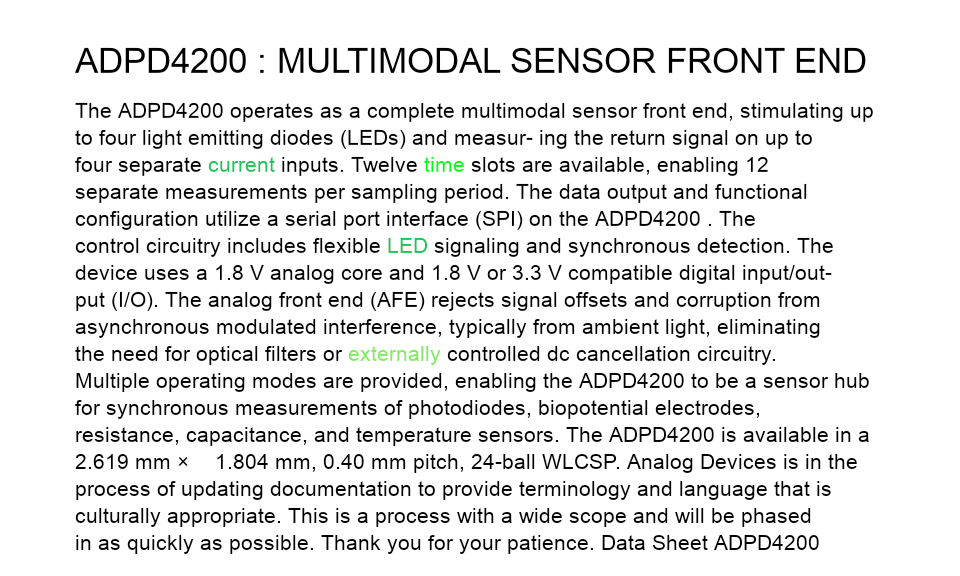 ADPD4200 : MULTIMODAL SENSOR FRONT END
The ADPD4200 operates as a complete multimodal sensor front end, stimulating up
to four light emitting diodes (LEDs) and measur- ing the return signal on up to
four separate current inputs. Twelve time slots are available, enabling 12
separate measurements per sampling period. The data output and functional
configuration utilize a serial port interface (SPI) on the ADPD4200 . The
control circuitry includes flexible LED signaling and synchronous detection. The
device uses a 1.8 V analog core and 1.8 V or 3.3 V compatible digital input/out-
put (I/O). The analog front end (AFE) rejects signal offsets and corruption from
asynchronous modulated interference, typically from ambient light, eliminating
the need for optical filters or externally controlled dc cancellation circuitry.
Multiple operating modes are provided, enabling the ADPD4200 to be a sensor hub
for synchronous measurements of photodiodes, biopotential electrodes,
resistance, capacitance, and temperature sensors. The ADPD4200 is available in a
2.619 mm × 1.804 mm, 0.40 mm pitch, 24-ball WLCSP. Analog Devices is in the
process of updating documentation to provide terminology and language that is
culturally appropriate. This is a process with a wide scope and will be phased
in as quickly as possible. Thank you for your patience. Data Sheet ADPD4200